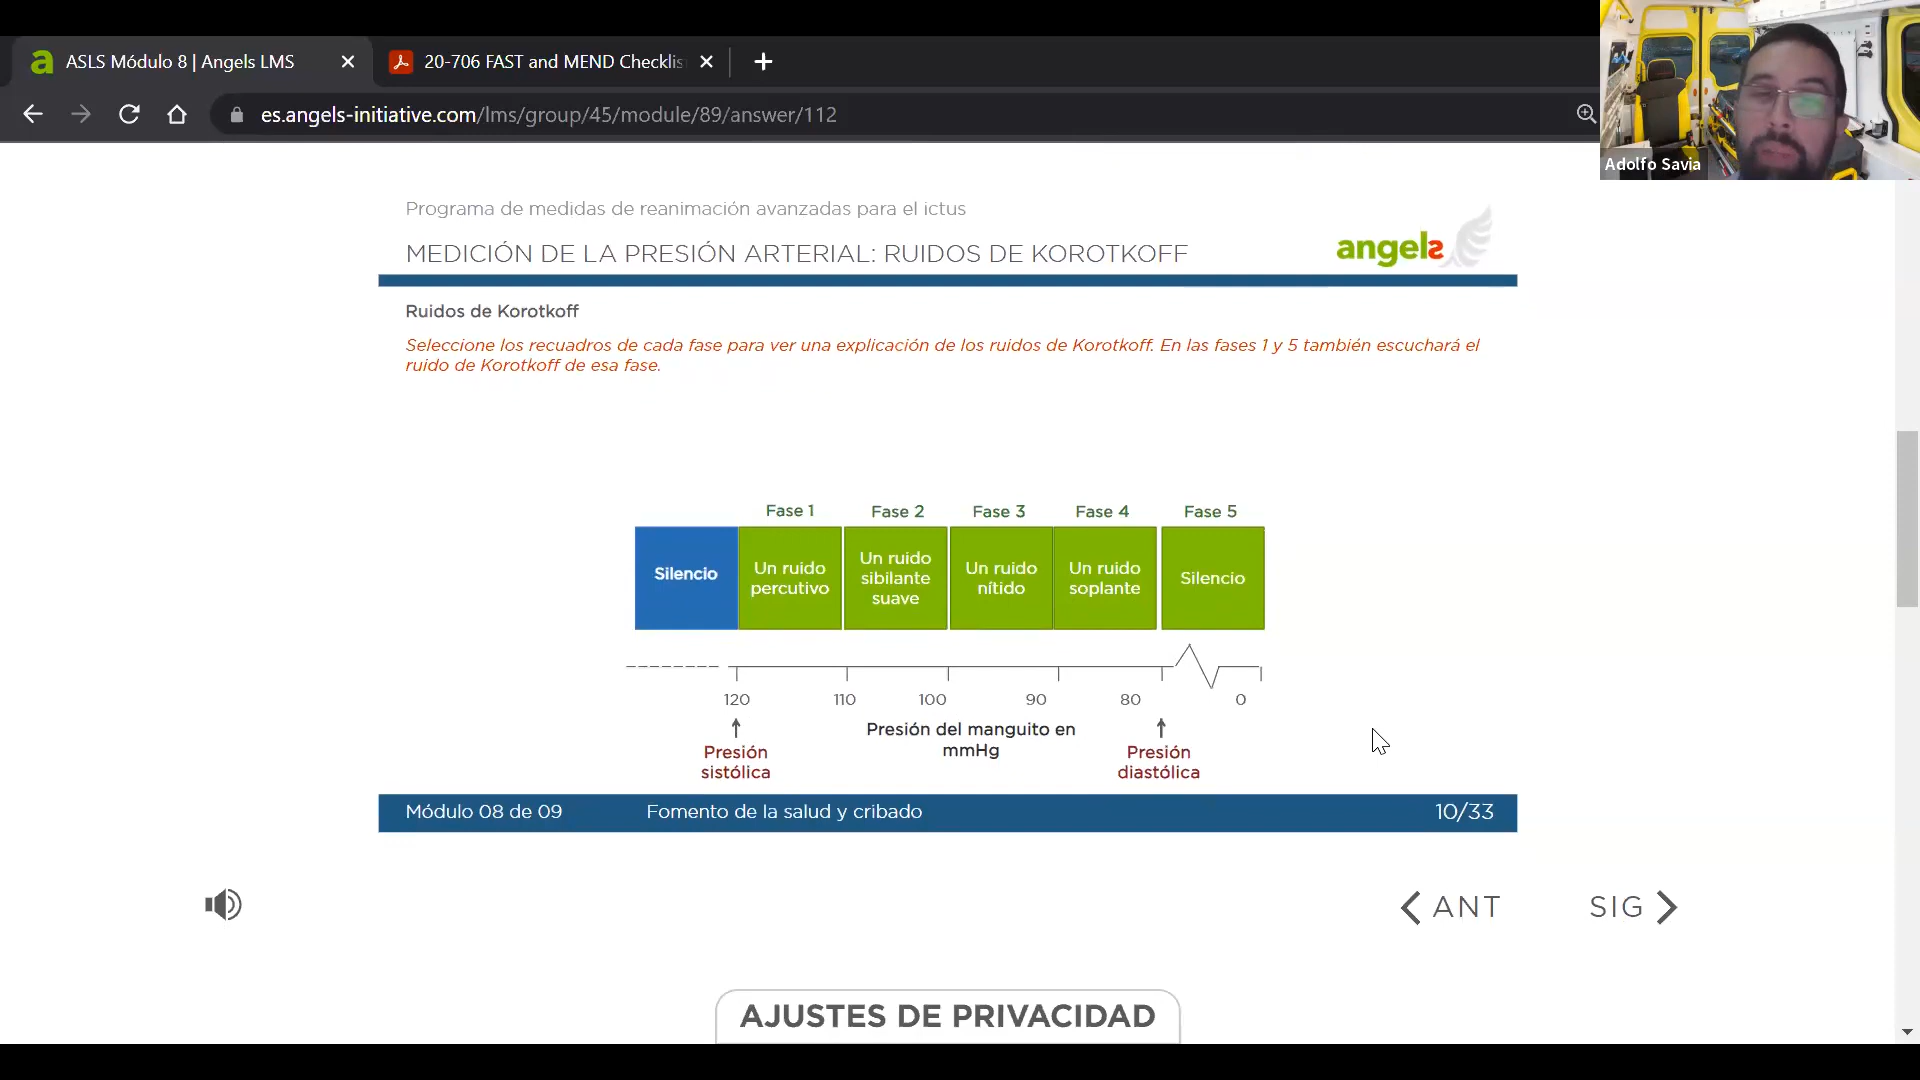 ASLS Módulo 8 | Angels LMS
20-706 FAST and MEND Checklis
es.angels-initiative.com/lms/group/45/module/89/answer/112
Adolfo Savia
Programa de medidas de reanimación avanzadas para el ictus
MEDICIÓN DE LA PRESIÓN ARTERIAL: RUIDOS DE KOROTKOFF
angels
Ruidos de Korotkoff
Seleccione los recuadros de cada fase para ver una explicación de los ruidos de Korotkoff. En las fases 1 y 5 también escuchará el
ruido de Korotkoff de esa fase.
Fase 1 Fase 2 Fase 3 Fase 4 Fase 5
Silencio
Un ruido
percutivo
Un ruido
sibilante
suave
Un ruido
nítido
Un ruido
soplante
Silencio
120 110 100 90 80 0
Presión
sistólica
Presión del manguito en
mmHg
Presión
diastólica
Módulo 08 de 09 Fomento de la salud y cribado 10/33
ANT SIG
AJUSTES DE PRIVACIDAD